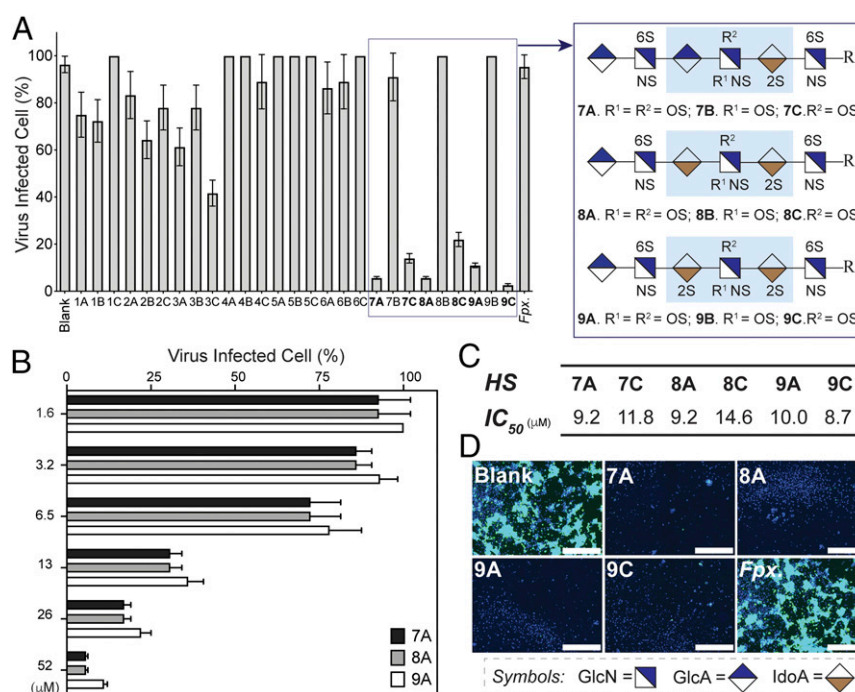 A
Virus Infected Cell (%)
100
80
60
40
20
0
Blank 1A 1B 1C 2A 2B 2C 3A 3B 3C 4A 4B 4C 5A 5B 5C 6A 6B 6C 7A 7B 7C 8A 8B 8C 9A 9B 9C Fpx.
6S R² 6S
NS R¹ NS 2S NS R
7A. R¹ = R² = OS; 7B. R¹ = OS; 7C.R² = OS
6S R² 6S
NS R¹ NS 2S NS R
8A. R¹ = R² = OS; 8B. R¹ = OS; 8C.R² = OS
6S R² 6S
NS 2S R¹ NS 2S NS R
9A. R¹ = R² = OS; 9B. R¹ = OS; 9C.R² = OS
B
Virus Infected Cell (%)
0 25 50 75 100
1.6
3.2
6.5
13
26
52
(μM)
7A
8A
9A
C
HS 7A 7C 8A 8C 9A 9C
IC50 (μM) 9.2 11.8 9.2 14.6 10.0 8.7
D
Blank 7A 8A
9A 9C Fpx.
Symbols: GlcN = GlcA = IdoA =